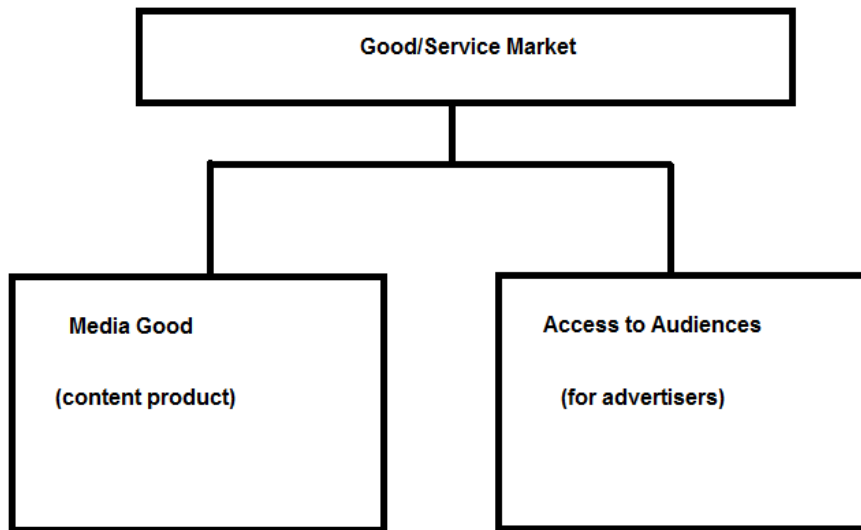 Good/Service Market
Media Good
(content product)
Access to Audiences
(for advertisers)